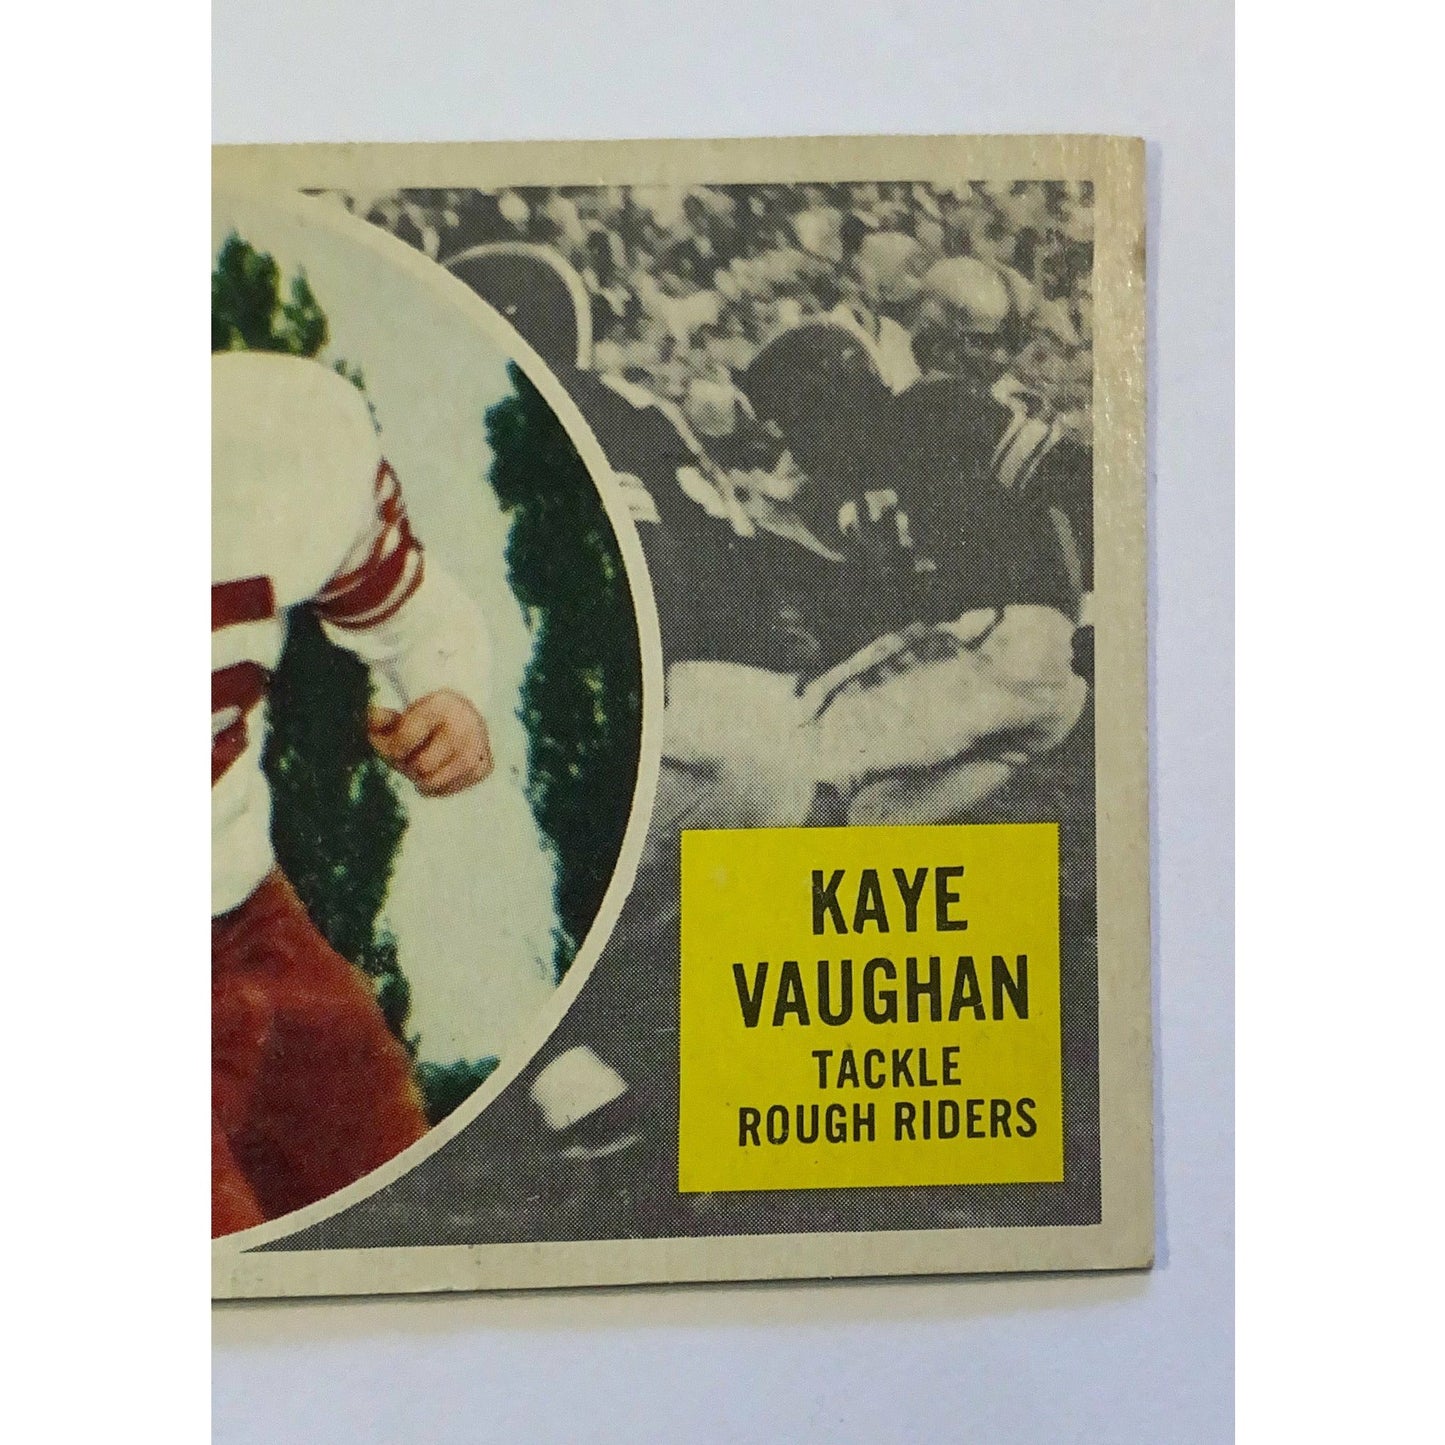 KAYE
VAUGHAN
TACKLE
ROUGH RIDERS